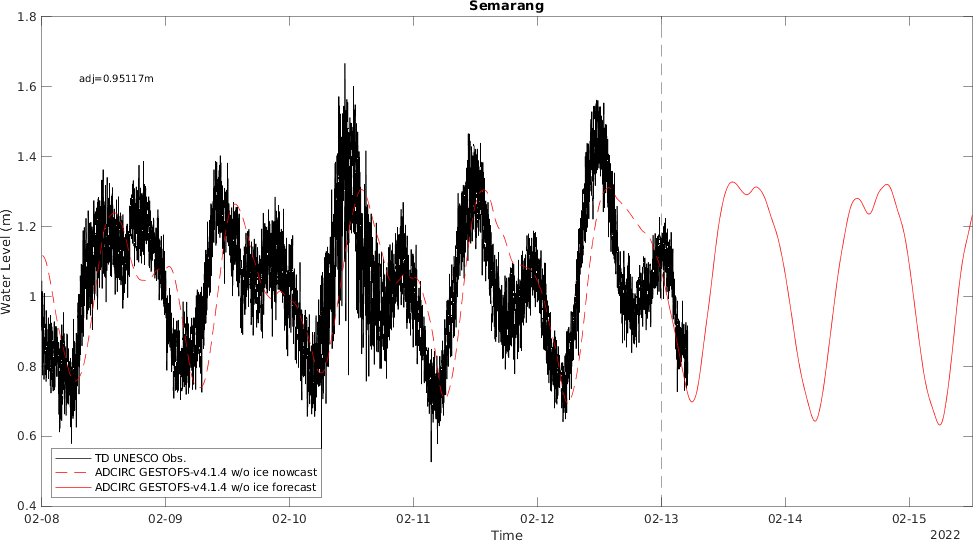 Semarang
1.8
1.6
1.4
1.2
1
0.8
0.6
0.4
Water Level (m)
adj=0.95117m
TD UNESCO Obs.
ADCIRC GESTOFS-v4.1.4 w/o ice nowcast
ADCIRC GESTOFS-v4.1.4 w/o ice forecast
02-08 02-09 02-10 02-11 02-12 02-13 02-14 02-15
Time
2022